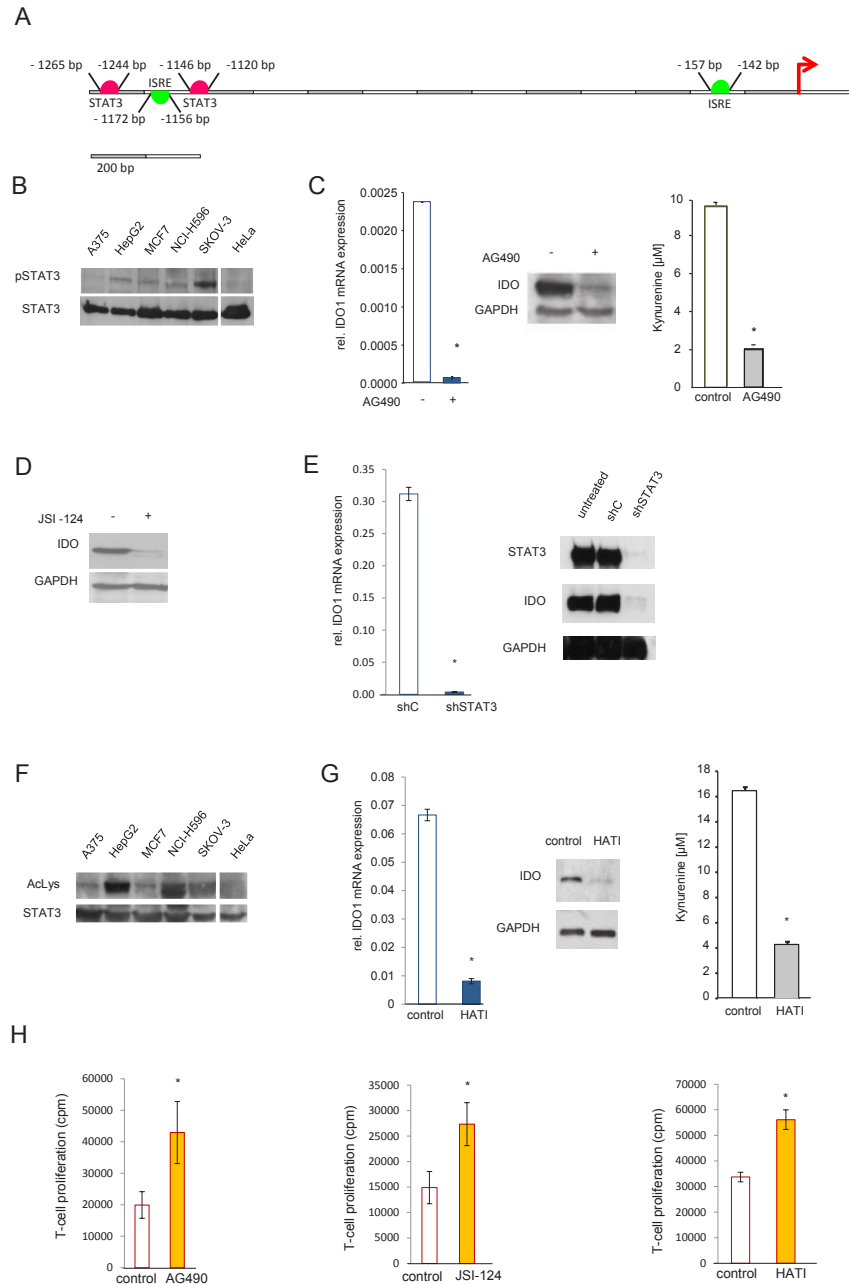 A
- 1265 bp -1244 bp - 1146 bp -1120 bp - 157 bp -142 bp
ISRE
STAT3 STAT3 ISRE
- 1172 bp -1156 bp
200 bp
B
A375 HepG2 MCF7 NCI-H596 SKOV-3 HeLa
pSTAT3
STAT3
C
rel. IDO1 mRNA expression
0.0025
0.0020
0.0015
0.0010
0.0005
0.0000
*
AG490 - +
AG490 - +
IDO
GAPDH
Kynurenine [µM]
10
8
6
4
2
0
*
control AG490
D
JSI -124 - +
IDO
GAPDH
E
rel. IDO1 mRNA expression
0.35
0.30
0.25
0.20
0.15
0.10
0.05
0.00
*
shC shSTAT3
untreated shC shSTAT3
STAT3
IDO
GAPDH
F
A375 HepG2 MCF7 NCI-H596 SKOV-3 HeLa
AcLys
STAT3
G
rel. IDO1 mRNA expression
0.08
0.07
0.06
0.05
0.04
0.03
0.02
0.01
0
*
control HATI
control HATI
IDO
GAPDH
Kynurenine [µM]
18
16
14
12
10
8
6
4
2
0
*
control HATI
H
T-cell proliferation (cpm)
60000
50000
40000
30000
20000
10000
0
*
control AG490
T-cell proliferation (cpm)
35000
30000
25000
20000
15000
10000
5000
0
*
control JSI-124
T-cell proliferation (cpm)
70000
60000
50000
40000
30000
20000
10000
0
*
control HATI